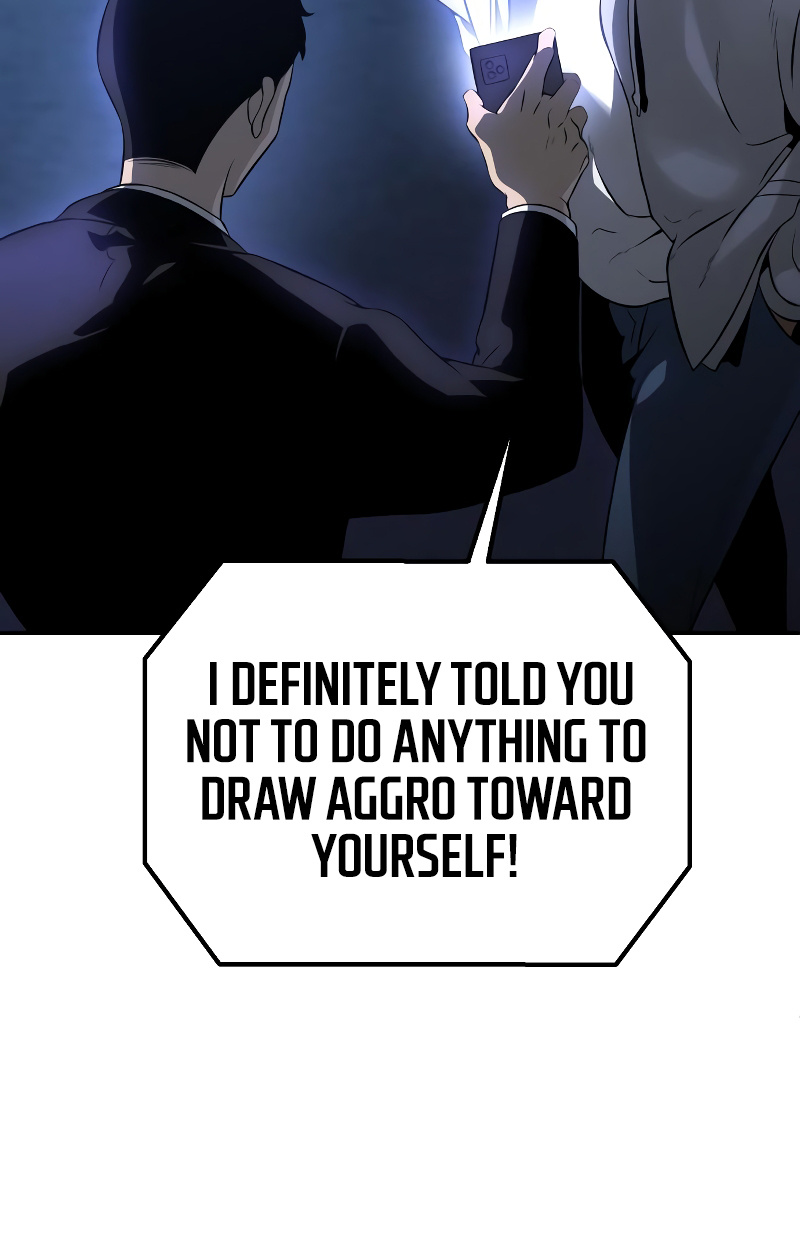 I DEFINITELY TOLD YOU
NOT TO DO ANYTHING TO
DRAW AGGRO TOWARD
YOURSELF!